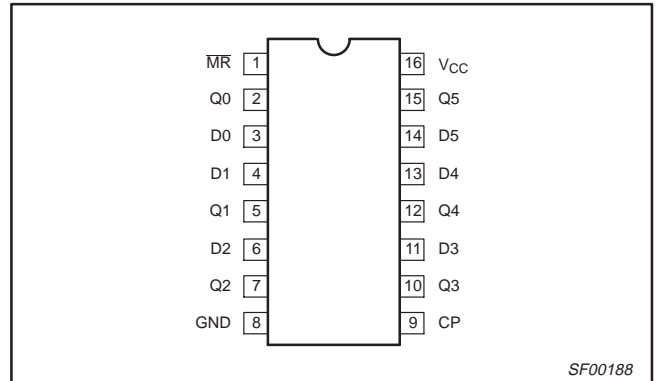 M̅R̅ 1 16 VCC
Q0 2 15 Q5
D0 3 14 D5
D1 4 13 D4
Q1 5 12 Q4
D2 6 11 D3
Q2 7 10 Q3
GND 8 9 CP
SF00188